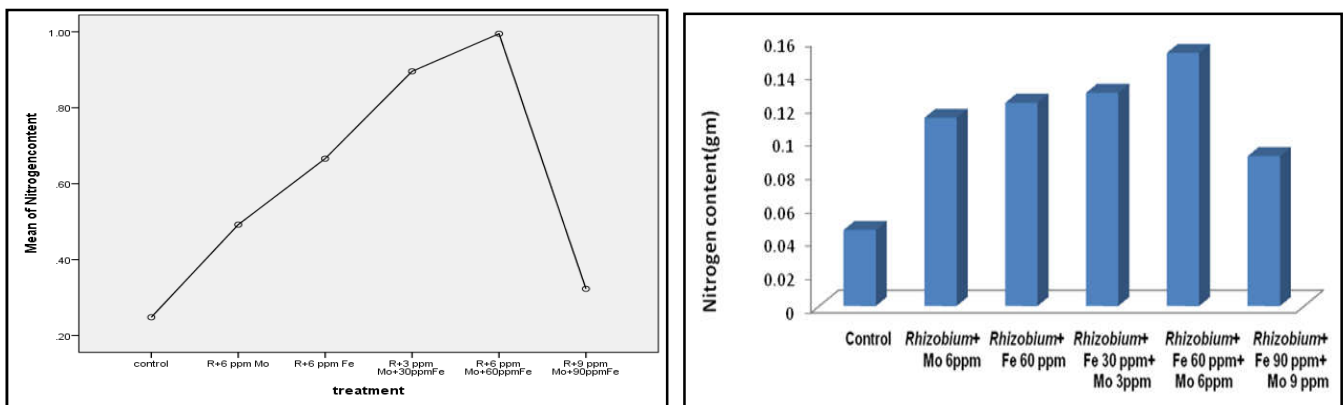 1.00
.80
.60
.40
.20
Mean of Nitrogencontent
control
R+6 ppm Mo
R+6 ppm Fe
R+3 ppm
Mo+30ppmFe
R+6 ppm
Mo+60ppmFe
R+9 ppm
Mo+90ppmFe
treatment
0.16
0.14
0.12
0.1
0.08
0.06
0.04
0.02
0
Nitrogen content(gm)
Control
Rhizobium+
Mo 6ppm
Rhizobium+
Fe 60 ppm
Rhizobium+
Fe 30 ppm+
Mo 3ppm
Rhizobium+
Fe 60 ppm+
Mo 6ppm
Rhizobium+
Fe 90 ppm+
Mo 9 ppm